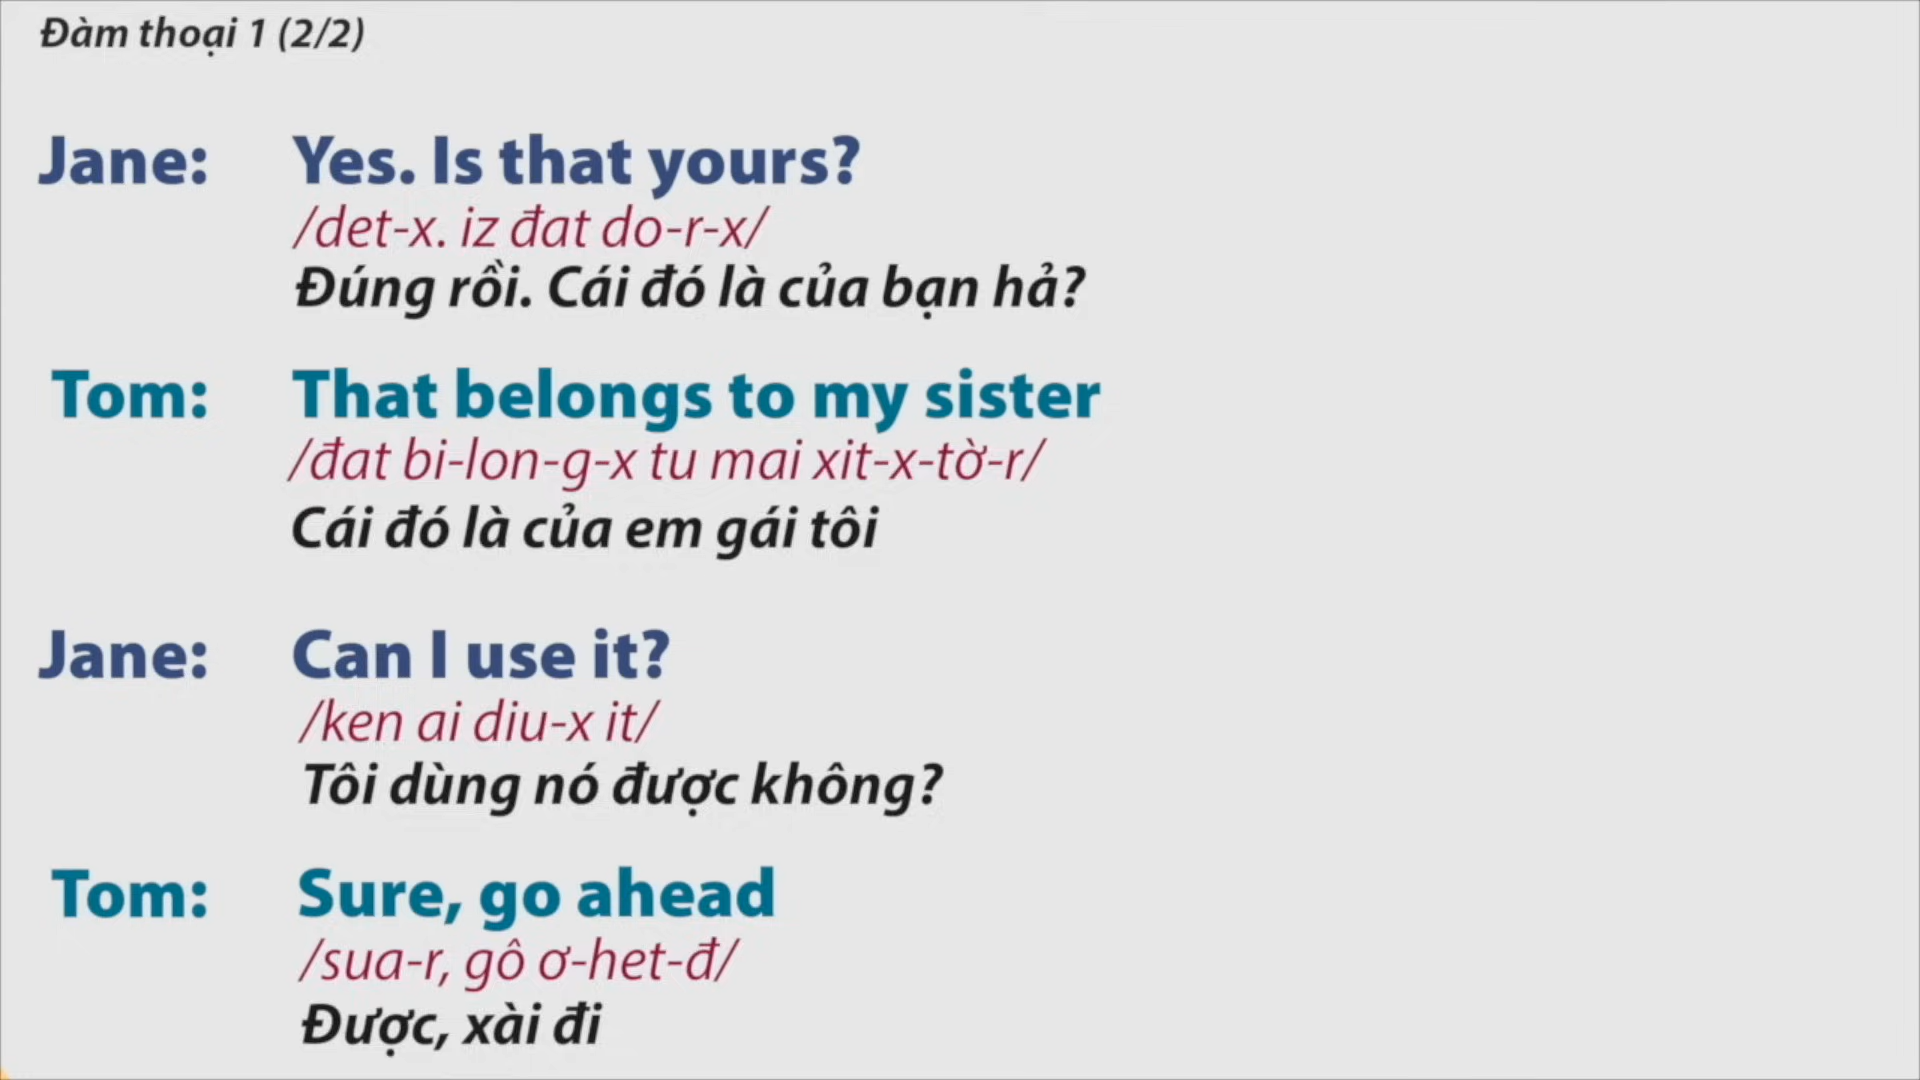 Đàm thoại 1 (2/2)
Jane: Yes. Is that yours?
/det-x. iz đat do-r-x/
Đúng rồi. Cái đó là của bạn hả?
Tom: That belongs to my sister
/đat bi-lon-g-x tu mai xit-x-tờ-r/
Cái đó là của em gái tôi
Jane: Can I use it?
/ken ai diu-x it/
Tôi dùng nó được không?
Tom: Sure, go ahead
/sua-r, gô ơ-het-đ/
Được, xài đi